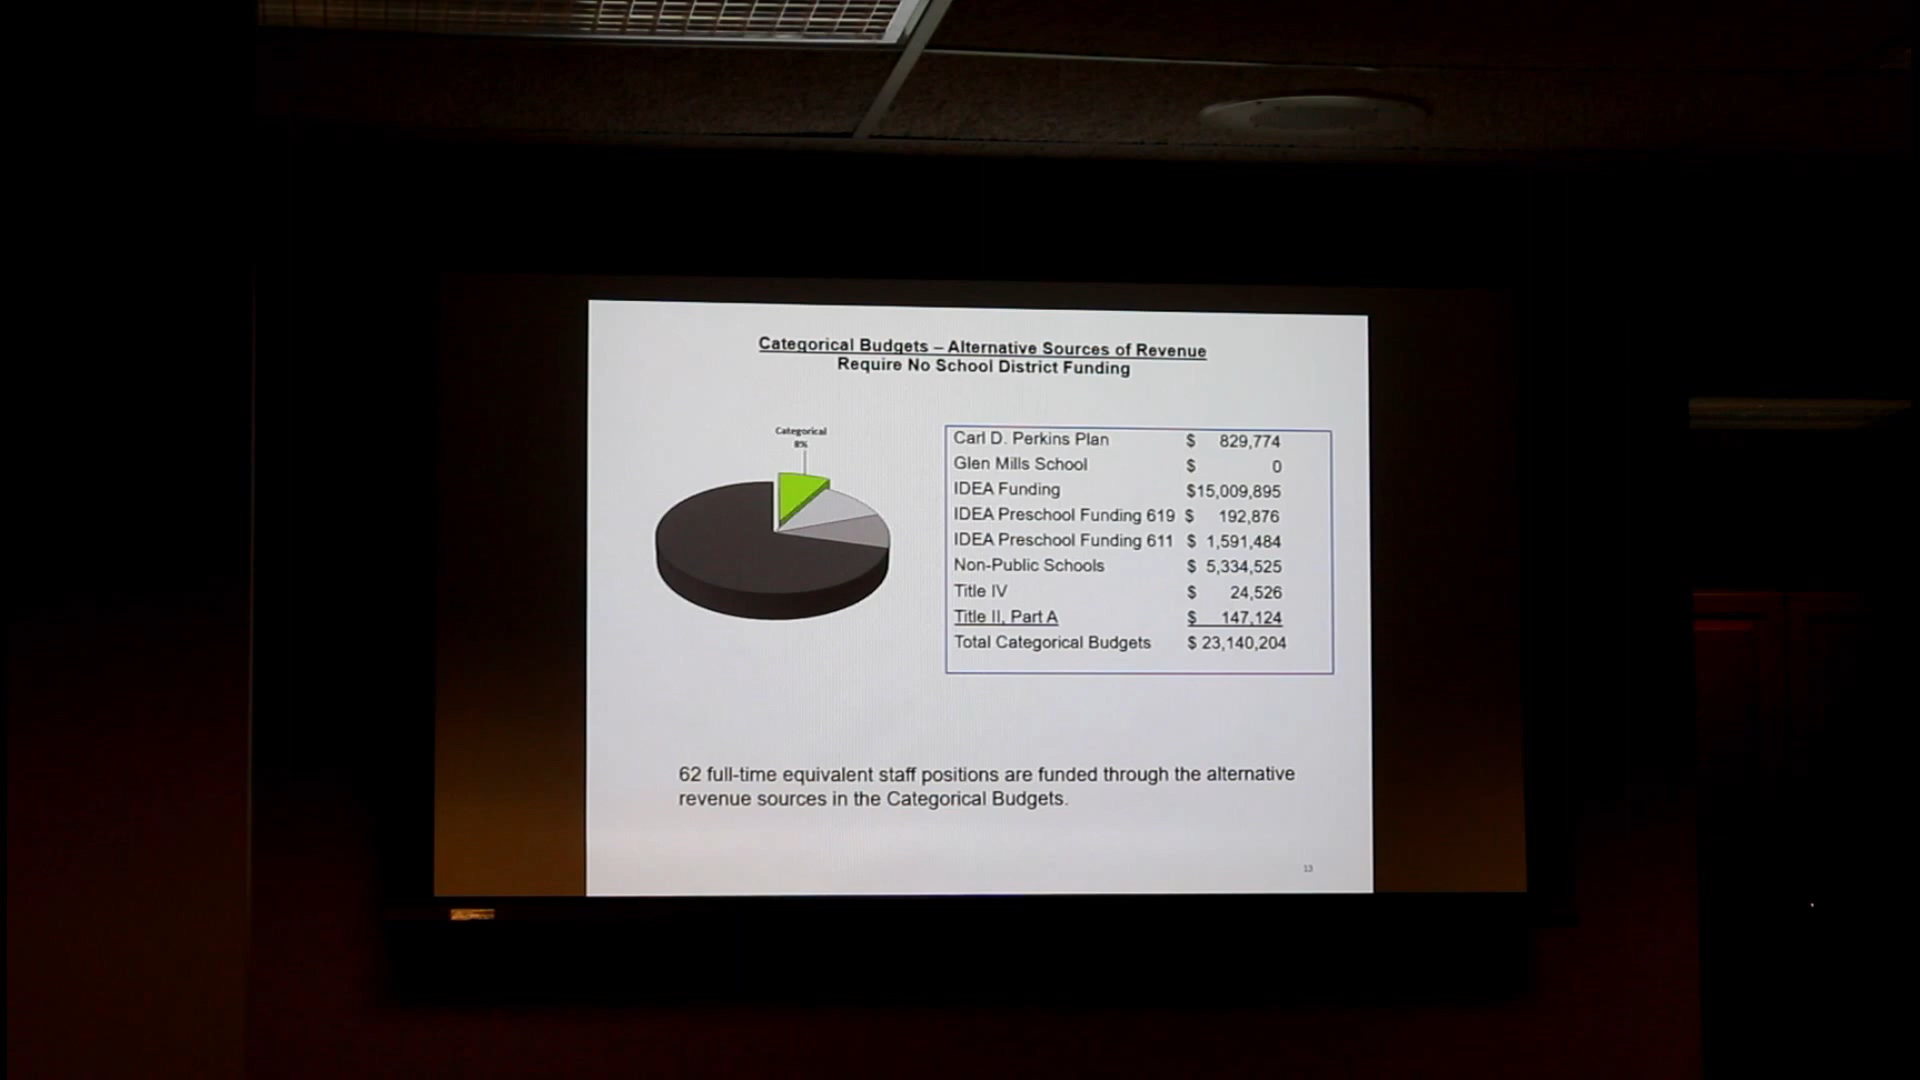 Categorical Budgets – Alternative Sources of Revenue
Require No School District Funding
Categorical
8%
Carl D. Perkins Plan $ 829,774
Glen Mills School $ 0
IDEA Funding $15,009,895
IDEA Preschool Funding 619 $ 192,876
IDEA Preschool Funding 611 $ 1,591,484
Non-Public Schools $ 5,334,525
Title IV $ 24,526
Title II, Part A $ 147,124
Total Categorical Budgets $ 23,140,204
62 full-time equivalent staff positions are funded through the alternative
revenue sources in the Categorical Budgets.
13